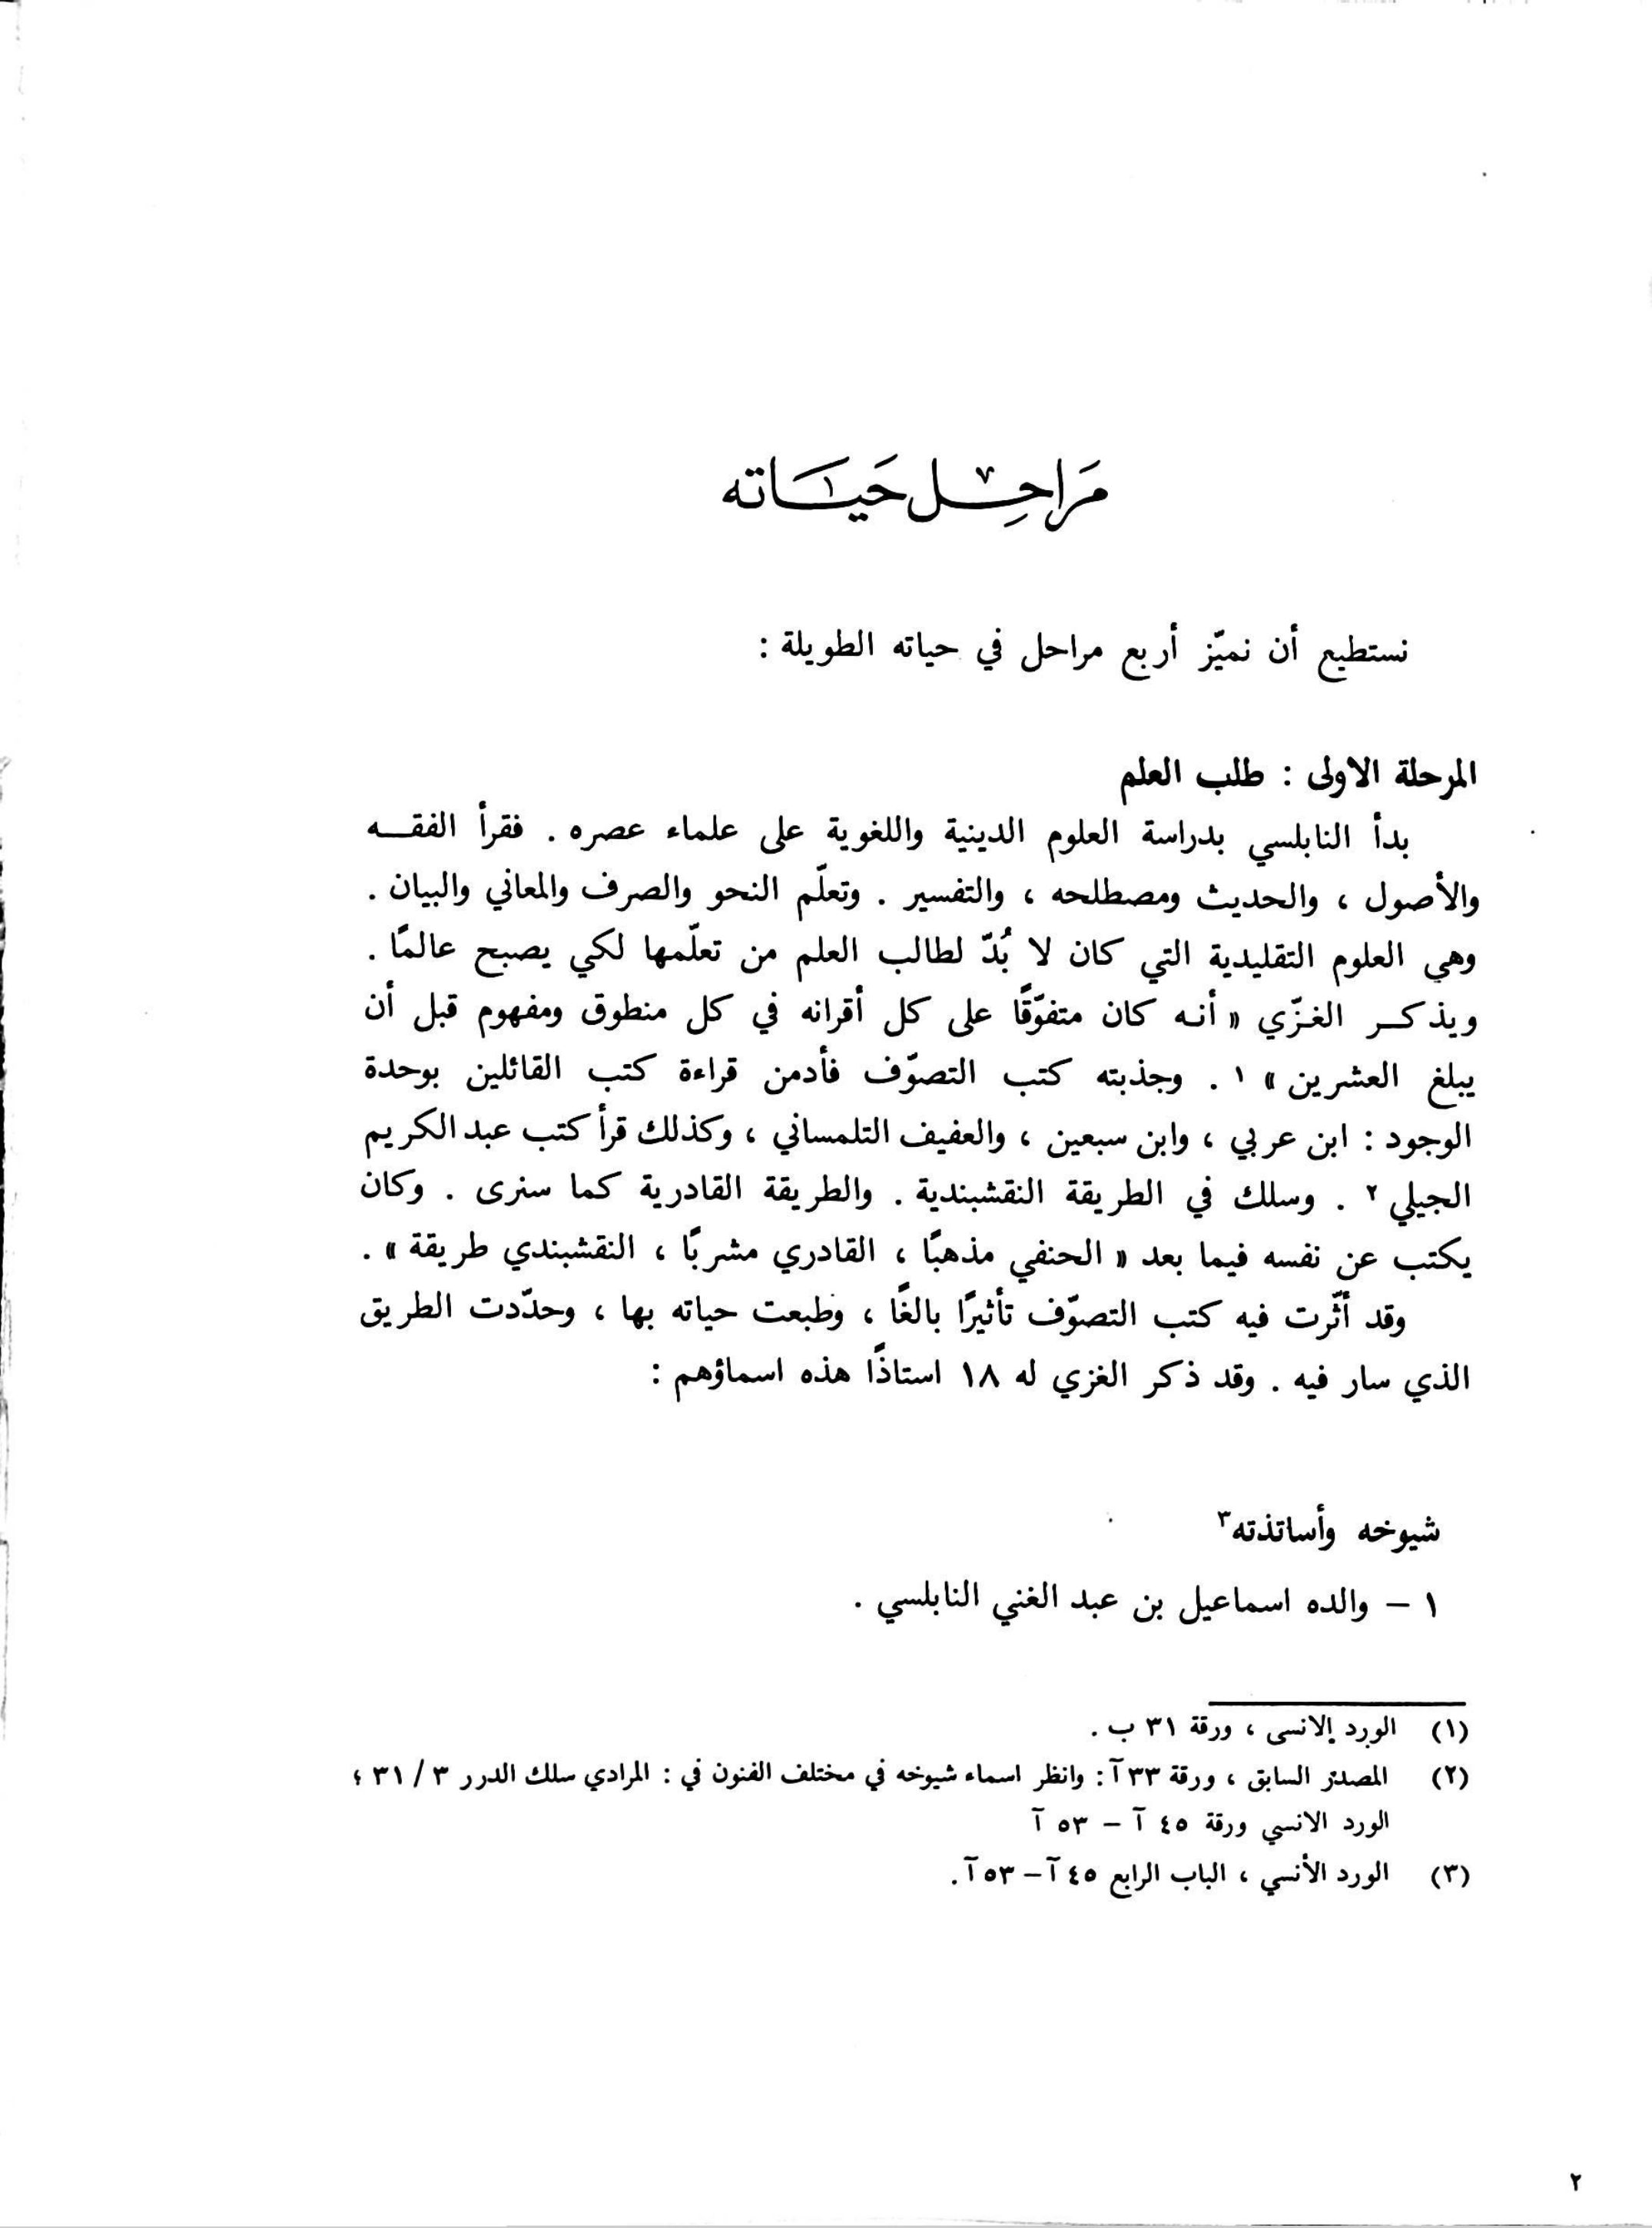 مَراحِل حَيَاته
نستطيع أن نميّز أربع مراحل في حياته الطويلة :
المرحلة الاولى : طلب العلم
بدأ النابلسي بدراسة العلوم الدينية واللغوية على علماء عصره . فقرأ الفقــه
والأصول ، والحديث ومصطلحه ، والتفسير . وتعلّم النحو والصرف والمعاني والبيان .
وهي العلوم التقليدية التي كان لا بُدّ لطالب العلم من تعلّمها لكي يصبح عالمًا .
ويذكــر الغـزّي « أنـه كان متفوّقًا على كل أقرانه في كل منطوق ومفهوم قبل أن
يبلغ العشرين » ١ . وجذبته كتب التصوّف فأدمن قراءة كتب القائلين بوحدة
الوجود : ابن عربي ، وابن سبعين ، والعفيف التلمساني ، وكذلك قرأ كتب عبد الكريم
الجيلي ٢ . وسلك في الطريقة النقشبندية . والطريقة القادرية كما سنرى . وكان
يكتب عن نفسه فيما بعد « الحنفي مذهبًا ، القادري مشربًا ، النقشبندي طريقة » .
وقد أثّرت فيه كتب التصوّف تأثيرًا بالغًا ، وطبعت حياته بها ، وحدّدت الطريق
الذي سار فيه . وقد ذكر الغزي له ١٨ استاذًا هذه اسماؤهم :
شيوخه وأساتذته٣
١ – والده اسماعيل بن عبد الغني النابلسي .
(١) الورد الانسى ، ورقة ٣١ ب .
(٢) المصدر السابق ، ورقة ٣٣ آ : وانظر اسماء شيوخه في مختلف الفنون في : المرادي سلك الدرر ٣ / ٣١ ؛
الورد الانسي ورقة ٤٥ آ – ٥٣ آ
(٣) الورد الأنسي ، الباب الرابع ٤٥ آ – ٥٣ آ .
٢